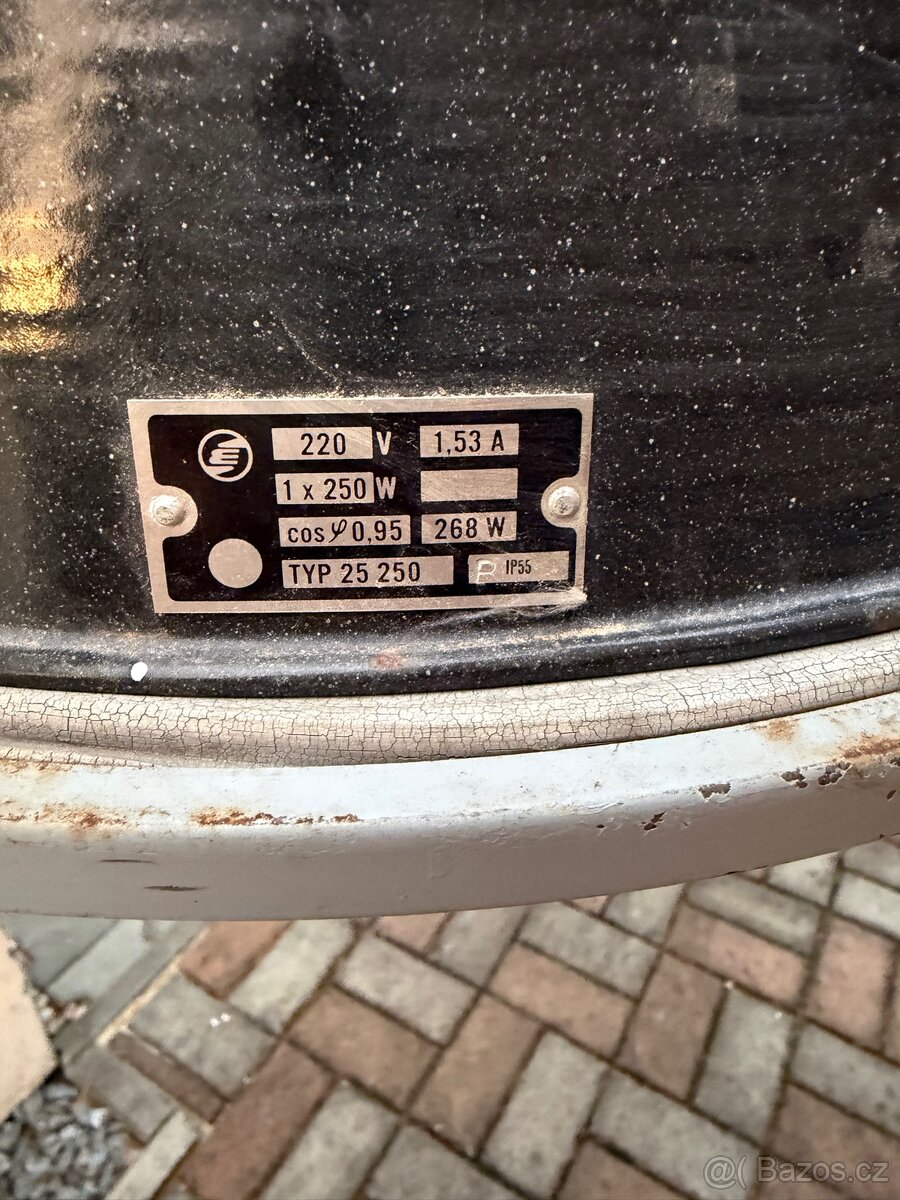 220 V 1,53 A
1 x 250 W
cos φ 0,95 268 W
TYP 25 250 P IP55
@( Bazos.cz